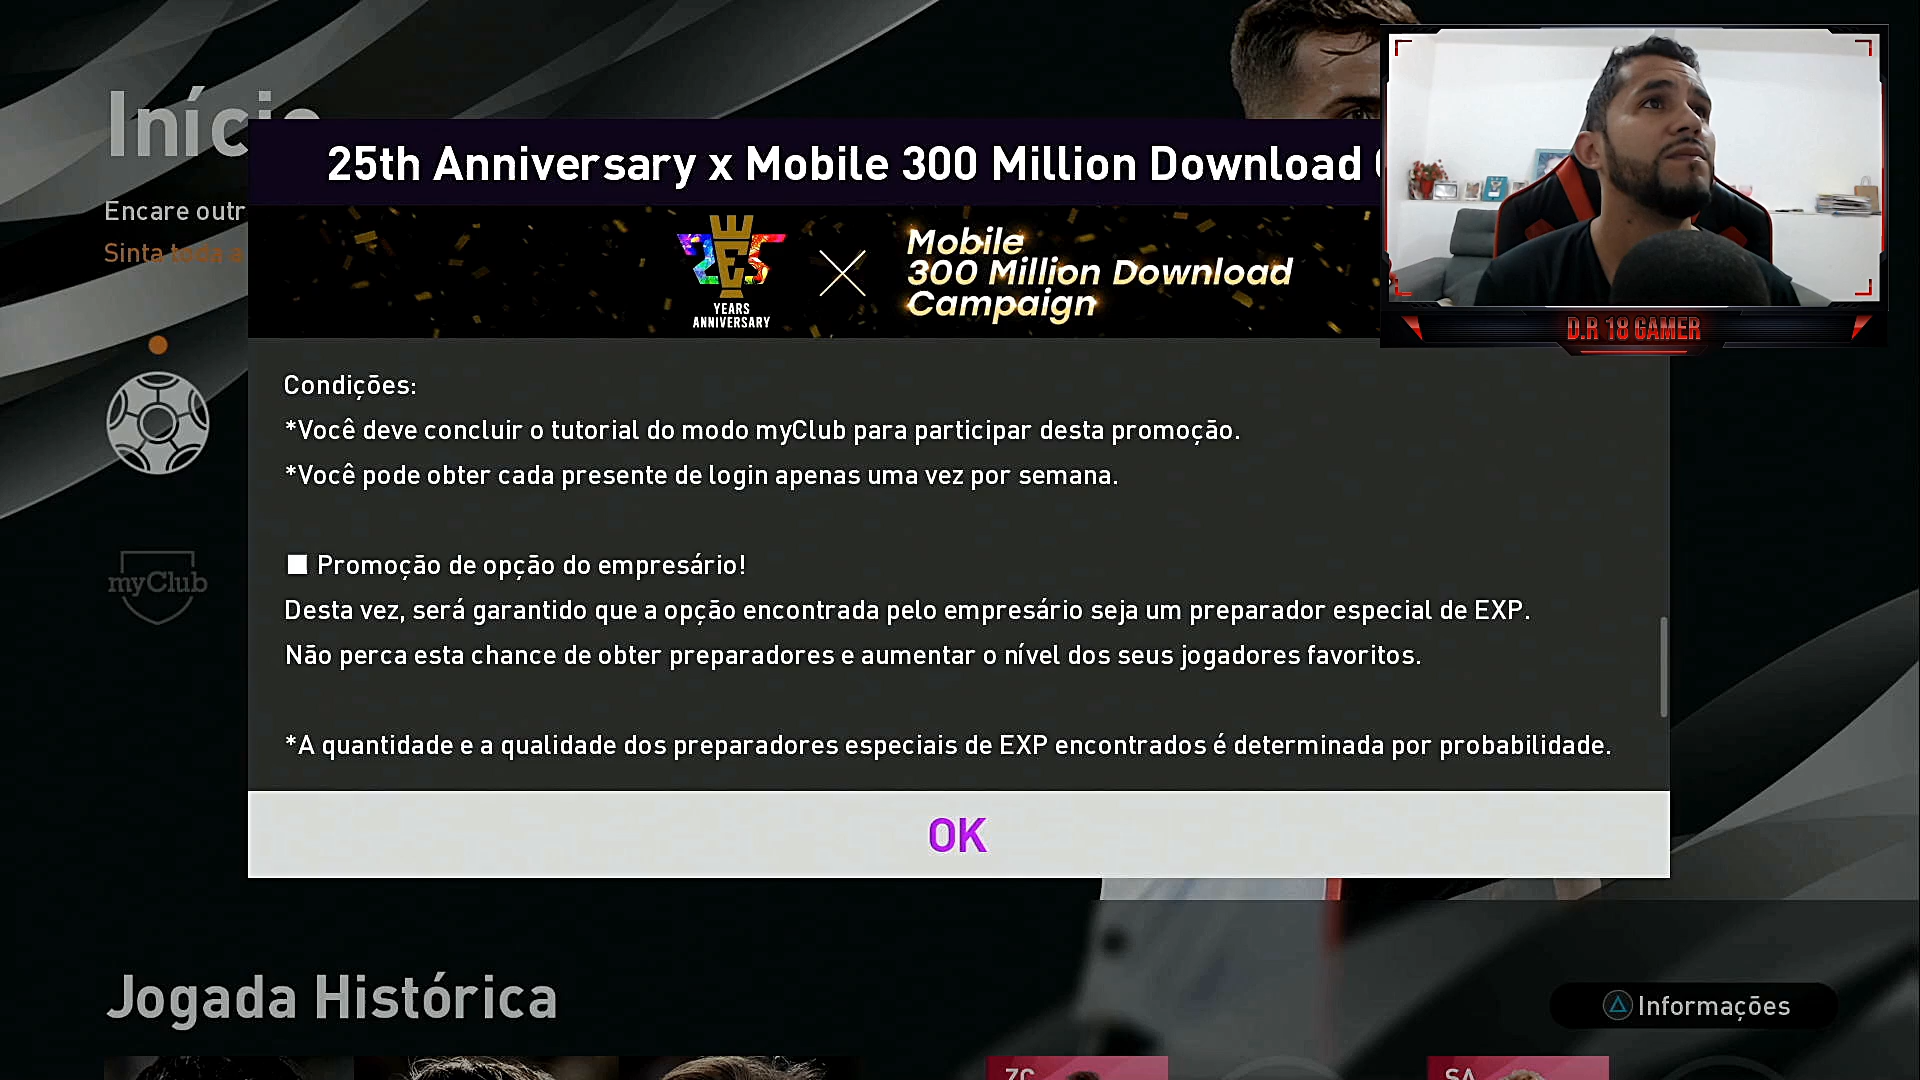 Início
25th Anniversary x Mobile 300 Million Download
Encare outr
Sinta toda a
25
YEARS
ANNIVERSARY
Mobile
300 Million Download
Campaign
D.R 18 GAMER
Condições:
*Você deve concluir o tutorial do modo myClub para participar desta promoção.
*Você pode obter cada presente de login apenas uma vez por semana.
■ Promoção de opção do empresário!
Desta vez, será garantido que a opção encontrada pelo empresário seja um preparador especial de EXP.
Não perca esta chance de obter preparadores e aumentar o nível dos seus jogadores favoritos.
*A quantidade e a qualidade dos preparadores especiais de EXP encontrados é determinada por probabilidade.
myClub
OK
Jogada Histórica
Informações
ZC
SA